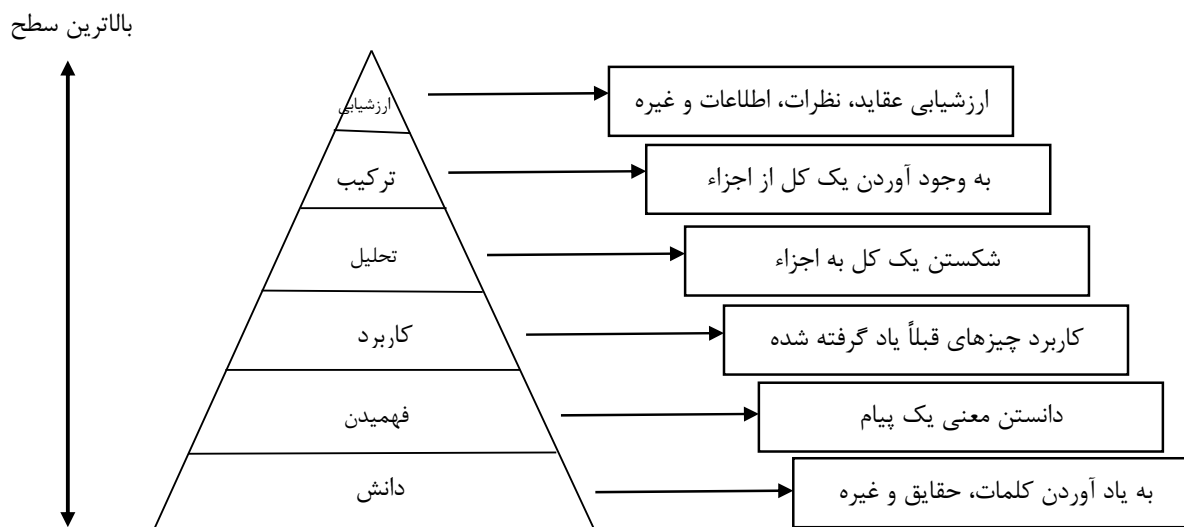 بالاترین سطح
ارزشیابی
ارزشیابی عقاید، نظرات، اطلاعات و غیره
ترکیب
به وجود آوردن یک کل از اجزاء
تحلیل
شکستن یک کل به اجزاء
کاربرد
کاربرد چیزهای قبلاً یاد گرفته شده
فهمیدن
دانستن معنی یک پیام
دانش
به یاد آوردن کلمات، حقایق و غیره